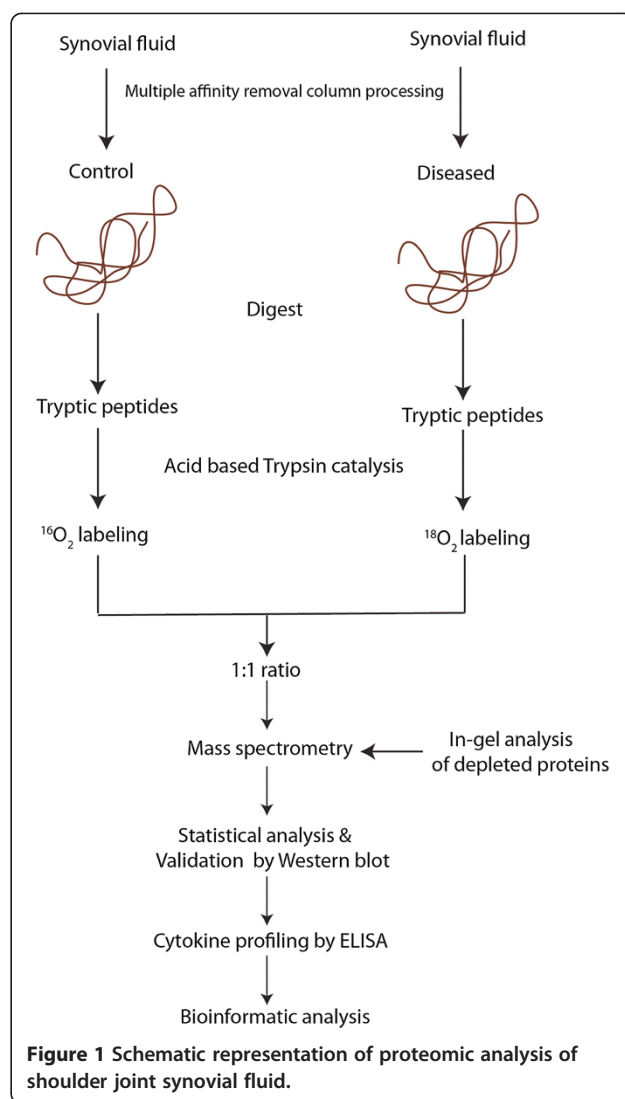 Synovial fluid
Synovial fluid
Multiple affinity removal column processing
Control
Diseased
Digest
Tryptic peptides
Tryptic peptides
Acid based Trypsin catalysis
¹⁶O₂ labeling
¹⁸O₂ labeling
1:1 ratio
Mass spectrometry
In-gel analysis
of depleted proteins
Statistical analysis &
Validation by Western blot
Cytokine profiling by ELISA
Bioinformatic analysis
Figure 1 Schematic representation of proteomic analysis of
shoulder joint synovial fluid.